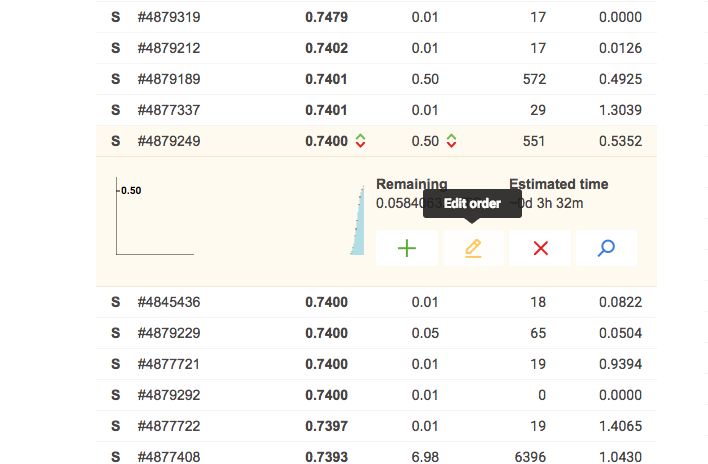 S #4879319 0.7479 0.01 17 0.0000
S #4879212 0.7402 0.01 17 0.0126
S #4879189 0.7401 0.50 572 0.4925
S #4877337 0.7401 0.01 29 1.3039
S #4879249 0.7400 0.50 551 0.5352
0.50
Remaining Estimated time
0d 3h 32m
Edit order
S #4845436 0.7400 0.01 18 0.0822
S #4879229 0.7400 0.05 65 0.0504
S #4877721 0.7400 0.01 19 0.9394
S #4879292 0.7400 0.01 0 0.0000
S #4877722 0.7397 0.01 19 1.4065
S #4877408 0.7393 6.98 6396 1.0430